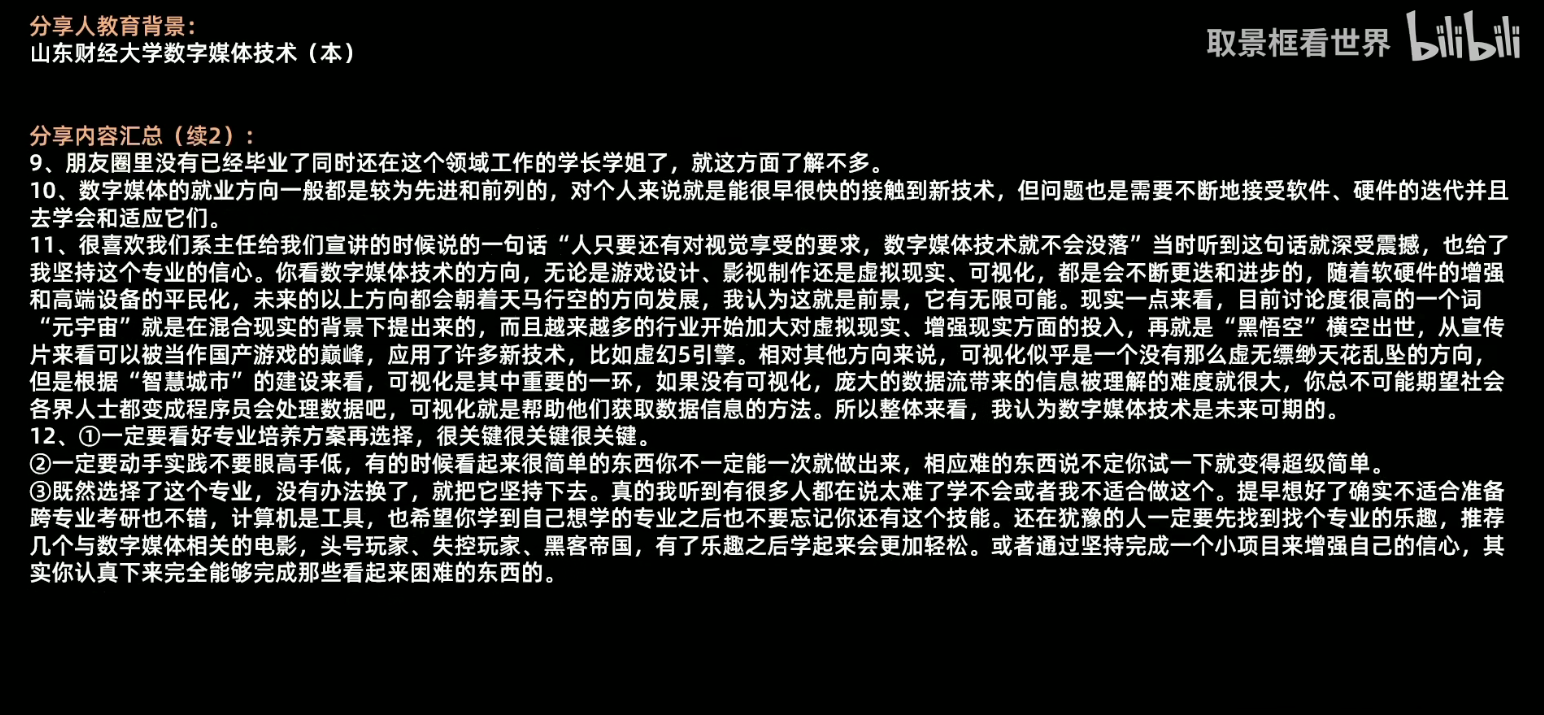 分享人教育背景：
山东财经大学数字媒体技术（本）
取景框看世界 bilibili
分享内容汇总（续2）：
9、朋友圈里没有已经毕业了同时还在这个领域工作的学长学姐了，就这方面了解不多。
10、数字媒体的就业方向一般都是较为先进和前列的，对个人来说就是能很早很快的接触到新技术，但问题也是需要不断地接受软件、硬件的迭代并且
去学会和适应它们。
11、很喜欢我们系主任给我们宣讲的时候说的一句话“人只要还有对视觉享受的要求，数字媒体技术就不会没落”当时听到这句话就深受震撼，也给了
我坚持这个专业的信心。你看数字媒体技术的方向，无论是游戏设计、影视制作还是虚拟现实、可视化，都是会不断更迭和进步的，随着软硬件的增强
和高端设备的平民化，未来的以上方向都会朝着天马行空的方向发展，我认为这就是前景，它有无限可能。现实一点来看，目前讨论度很高的一个词
“元宇宙”就是在混合现实的背景下提出来的，而且越来越多的行业开始加大对虚拟现实、增强现实方面的投入，再就是“黑悟空”横空出世，从宣传
片来看可以被当作国产游戏的巅峰，应用了许多新技术，比如虚幻5引擎。相对其他方向来说，可视化似乎是一个没有那么虚无缥缈天花乱坠的方向，
但是根据“智慧城市”的建设来看，可视化是其中重要的一环，如果没有可视化，庞大的数据流带来的信息被理解的难度就很大，你总不可能期望社会
各界人士都变成程序员会处理数据吧，可视化就是帮助他们获取数据信息的方法。所以整体来看，我认为数字媒体技术是未来可期的。
12、①一定要看好专业培养方案再选择，很关键很关键很关键。
②一定要动手实践不要眼高手低，有的时候看起来很简单的东西你不一定能一次就做出来，相应难的东西说不定你试一下就变得超级简单。
③既然选择了这个专业，没有办法换了，就把它坚持下去。真的我听到有很多人都在说太难了学不会或者我不适合做这个。提早想好了确实不适合准备
跨专业考研也不错，计算机是工具，也希望你学到自己想学的专业之后也不要忘记你还有这个技能。还在犹豫的人一定要先找到找个专业的乐趣，推荐
几个与数字媒体相关的电影，头号玩家、失控玩家、黑客帝国，有了乐趣之后学起来会更加轻松。或者通过坚持完成一个小项目来增强自己的信心，其
实你认真下来完全能够完成那些看起来困难的东西的。